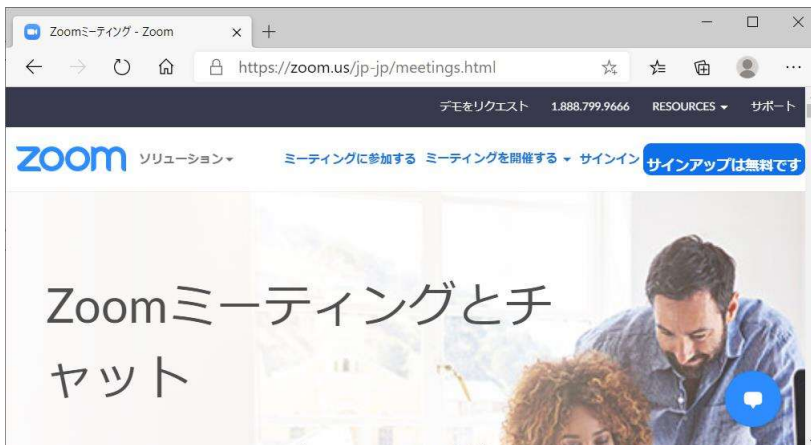 Zoomミーティング - Zoom
https://zoom.us/jp-jp/meetings.html
デモをリクエスト 1.888.799.9666 RESOURCES サポート
zoom ソリューション ミーティングに参加する ミーティングを開催する サインイン サインアップは無料です
Zoomミーティングとチ
ャット